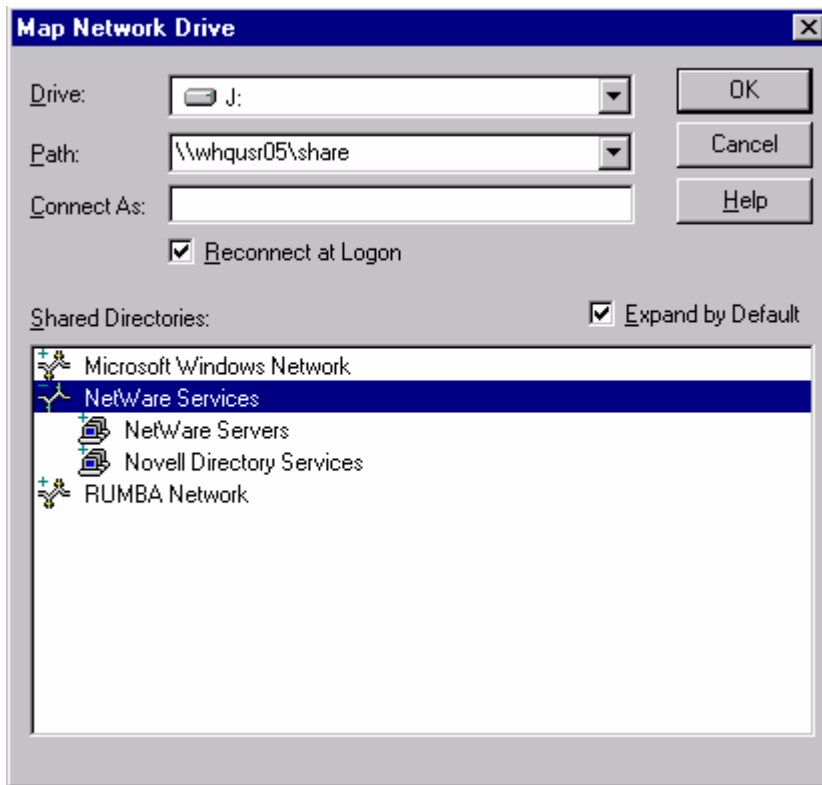 Map Network Drive
Drive:
J:
OK
Path:
\\whqusr05\share
Cancel
Connect As:
Help
Reconnect at Logon
Shared Directories:
Expand by Default
Microsoft Windows Network
NetWare Services
NetWare Servers
Novell Directory Services
RUMBA Network